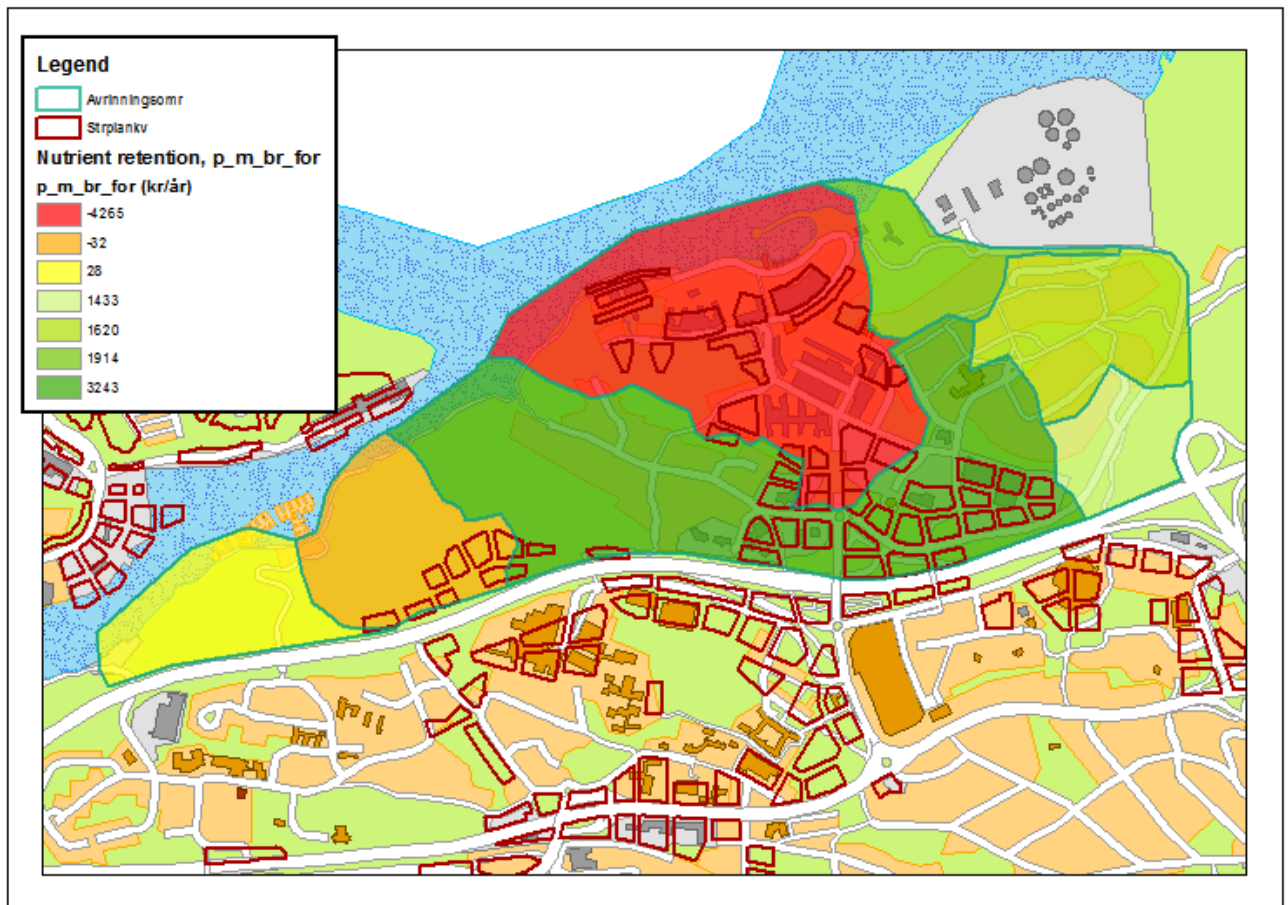 Legend
Avrinningsomr
Strplankv
Nutrient retention, p_m_br_for
p_m_br_for (kr/år)
-4265
-32
28
1433
1620
1914
3243